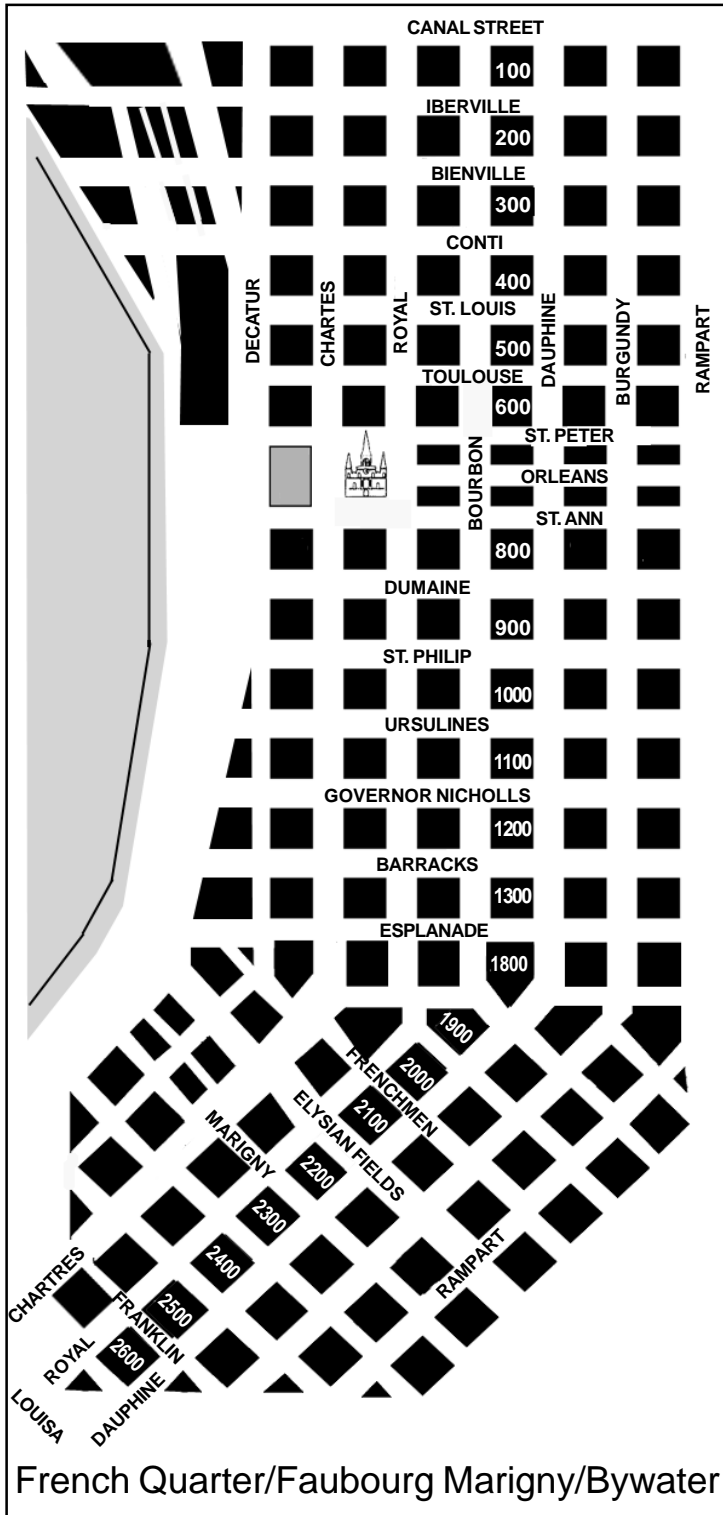 CANAL STREET
100
IBERVILLE
200
BIENVILLE
300
CONTI
400
DECATUR
CHARTES
ROYAL
ST. LOUIS
DAUPHINE
BURGUNDY
RAMPART
500
TOULOUSE
600
ST. PETER
BOURBON
ORLEANS
ST. ANN
800
DUMAINE
900
ST. PHILIP
1000
URSULINES
1100
GOVERNOR NICHOLLS
1200
BARRACKS
1300
ESPLANADE
1800
1900
FRENCHMEN
2000
ELYSIAN FIELDS
2100
MARIGNY
2200
2300
RAMPART
2400
CHARTRES
FRANKLIN
2500
ROYAL
2600
LOUISA
DAUPHINE
French Quarter/Faubourg Marigny/Bywater